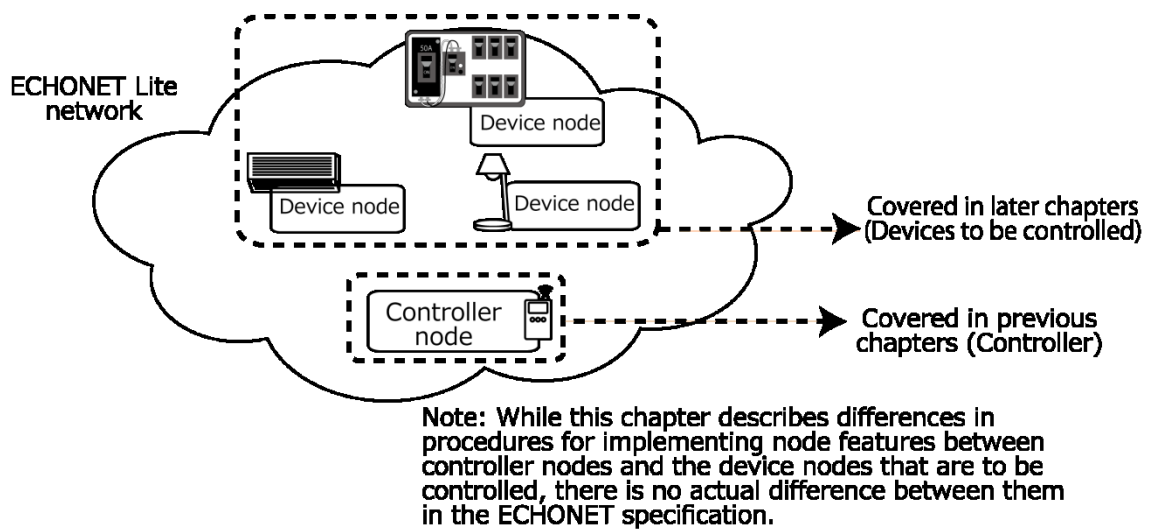 ECHONET Lite
network
50A
Device node
Device node
Device node
Covered in later chapters
(Devices to be controlled)
Controller
node
Covered in previous
chapters (Controller)
Note: While this chapter describes differences in
procedures for implementing node features between
controller nodes and the device nodes that are to be
controlled, there is no actual difference between them
in the ECHONET specification.